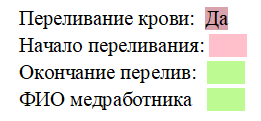 Переливание крови: Да
Начало переливания:
Окончание перелив:
ФИО медработника